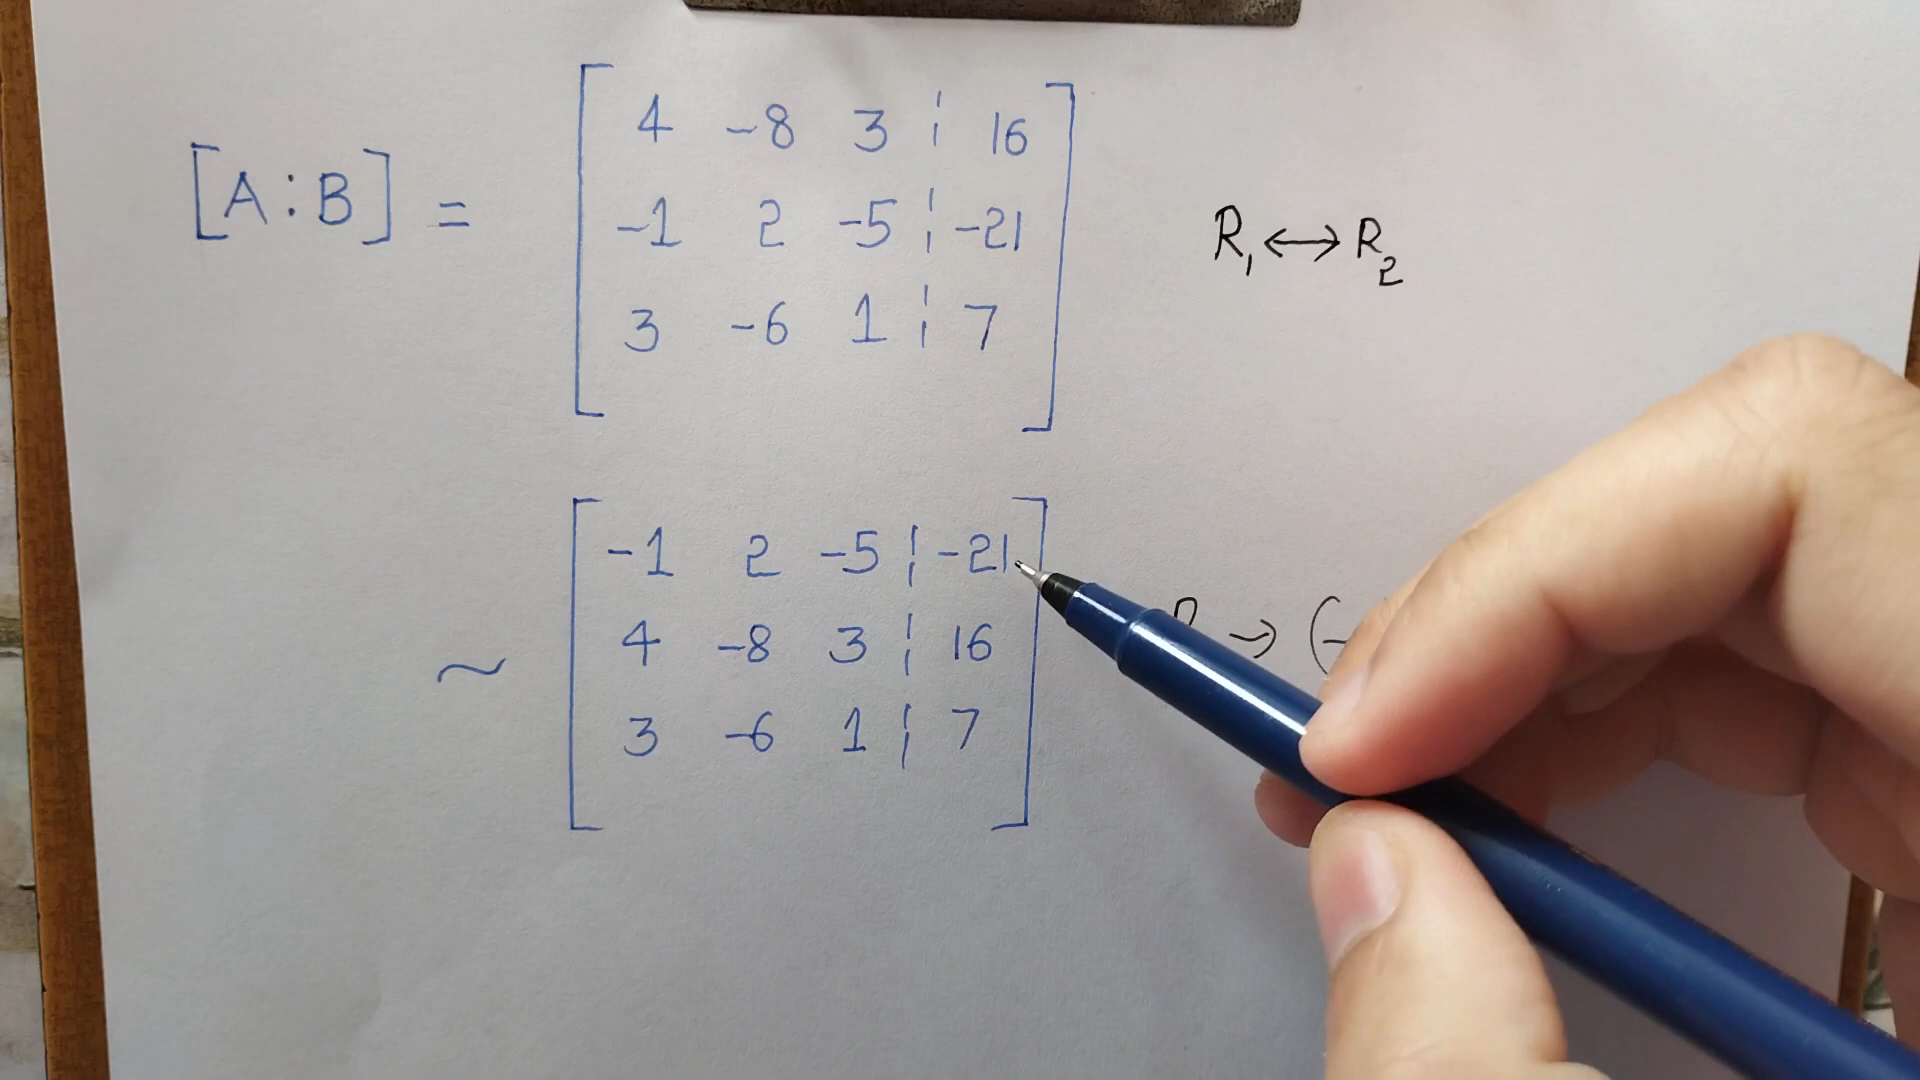 [A:B] =
4 -8 3 ¦ 16
-1 2 -5 ¦ -21
3 -6 1 ¦ 7
R₁ ↔ R₂
~
-1 2 -5 ¦ -21
4 -8 3 ¦ 16
3 -6 1 ¦ 7
→ (-